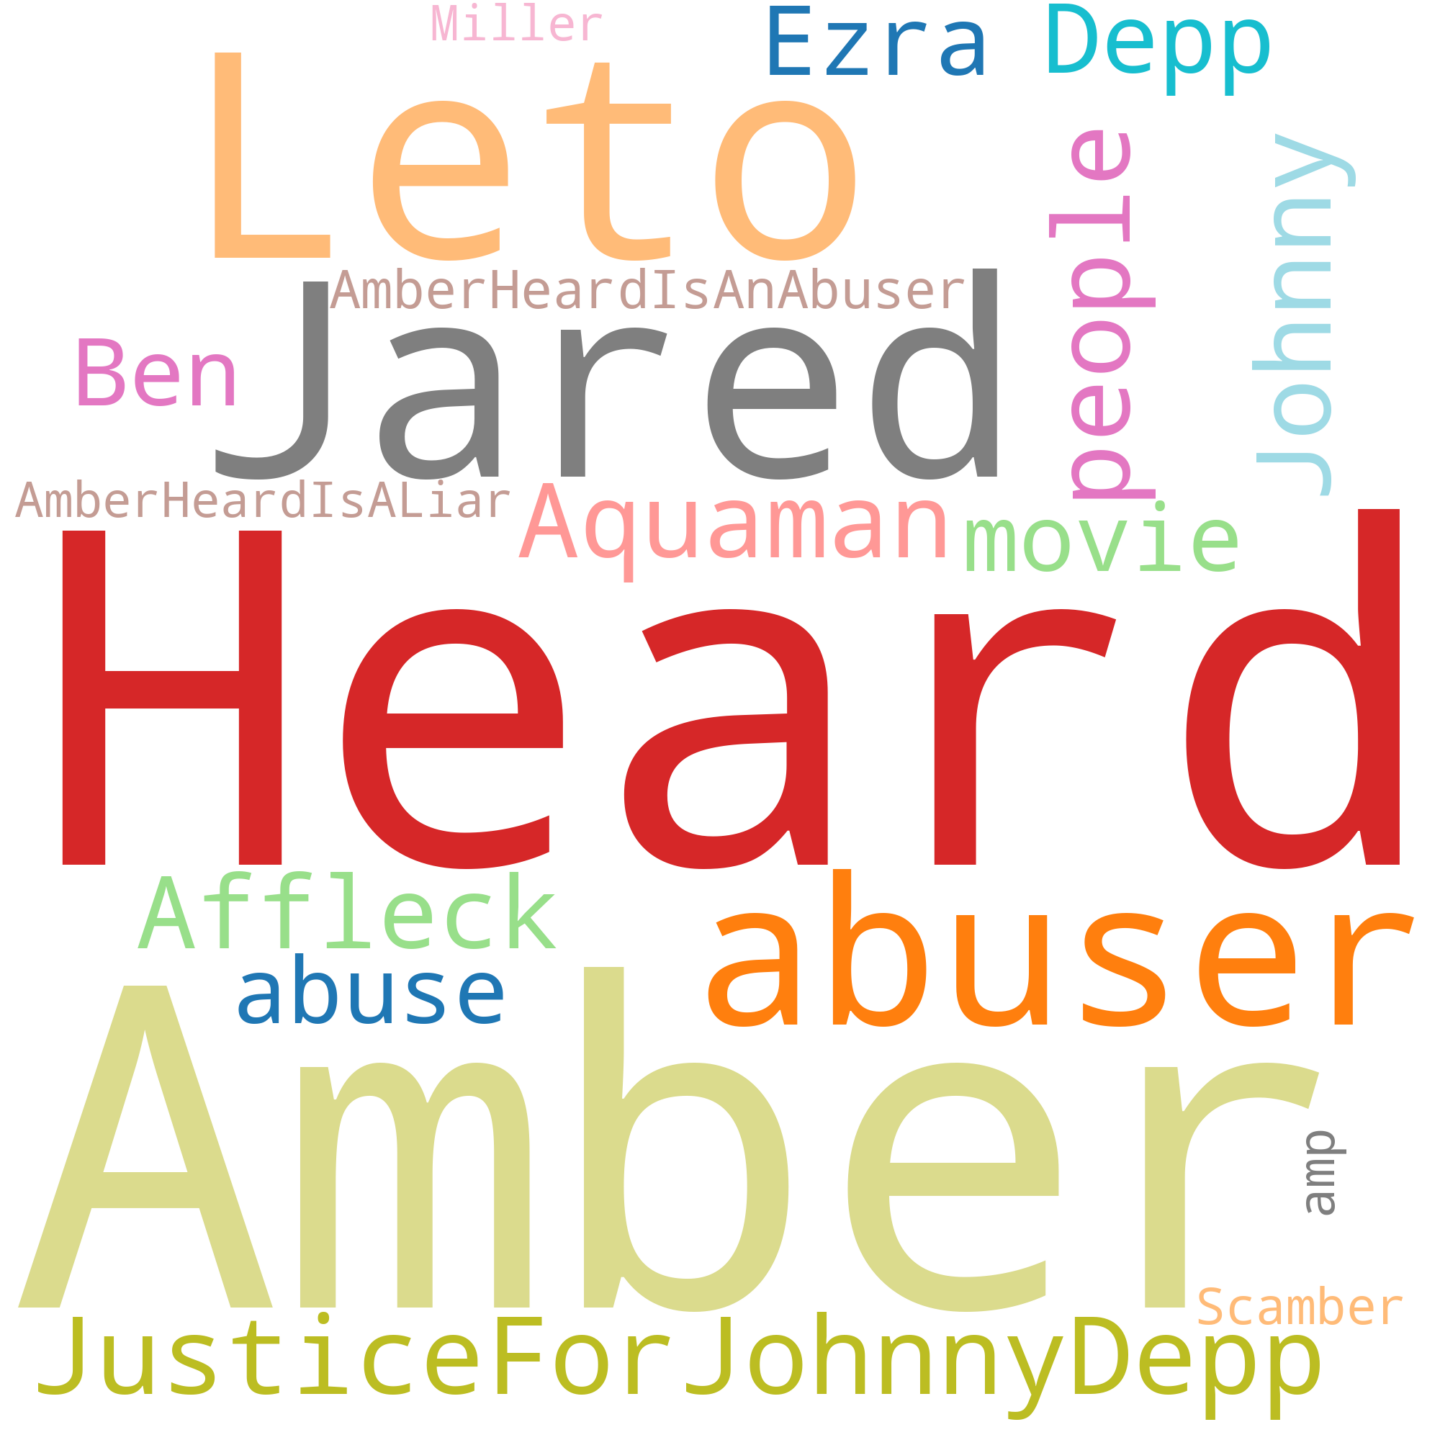 Miller
Ezra
Depp
Leto
people
Johnny
AmberHeardIsAnAbuser
Jared
Ben
AmberHeardIsALiar
Aquaman
movie
Heard
Affleck
abuser
abuse
Amber
amp
Scamber
JusticeForJohnnyDepp